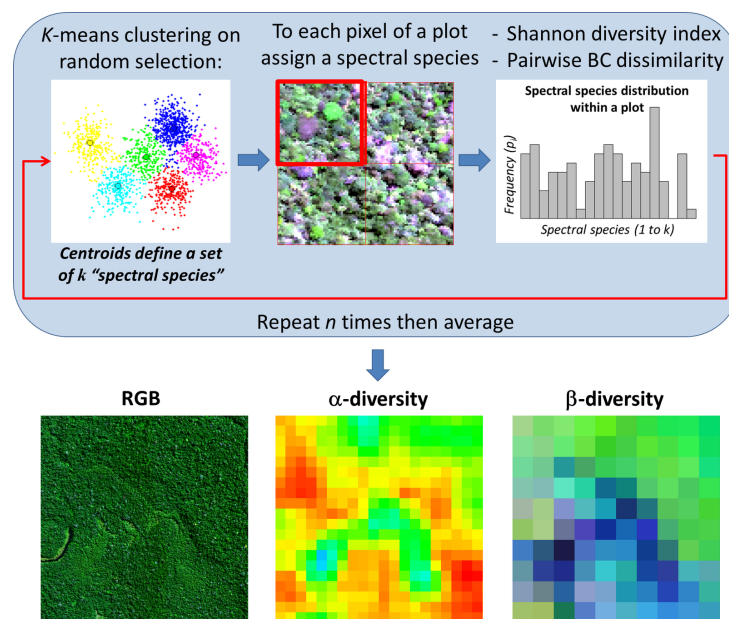 K-means clustering on
random selection:
To each pixel of a plot
assign a spectral species
- Shannon diversity index
- Pairwise BC dissimilarity
Centroids define a set
of k “spectral species”
Spectral species distribution
within a plot
Frequency (pᵢ)
Spectral species (1 to k)
Repeat n times then average
RGB
α-diversity
β-diversity